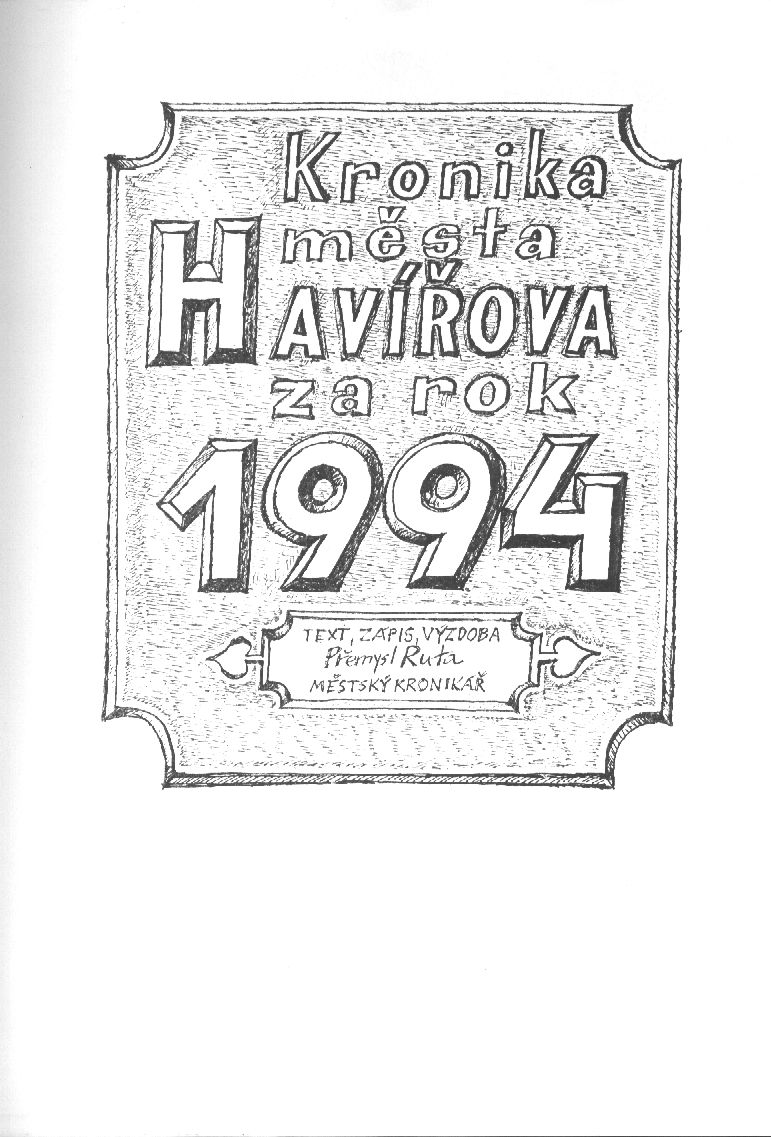 Kronika
města
HAVÍŘOVA
za rok
1994
TEXT, ZÁPIS, VÝZDOBA
Přemysl Ruta
MĚSTSKÝ KRONIKÁŘ